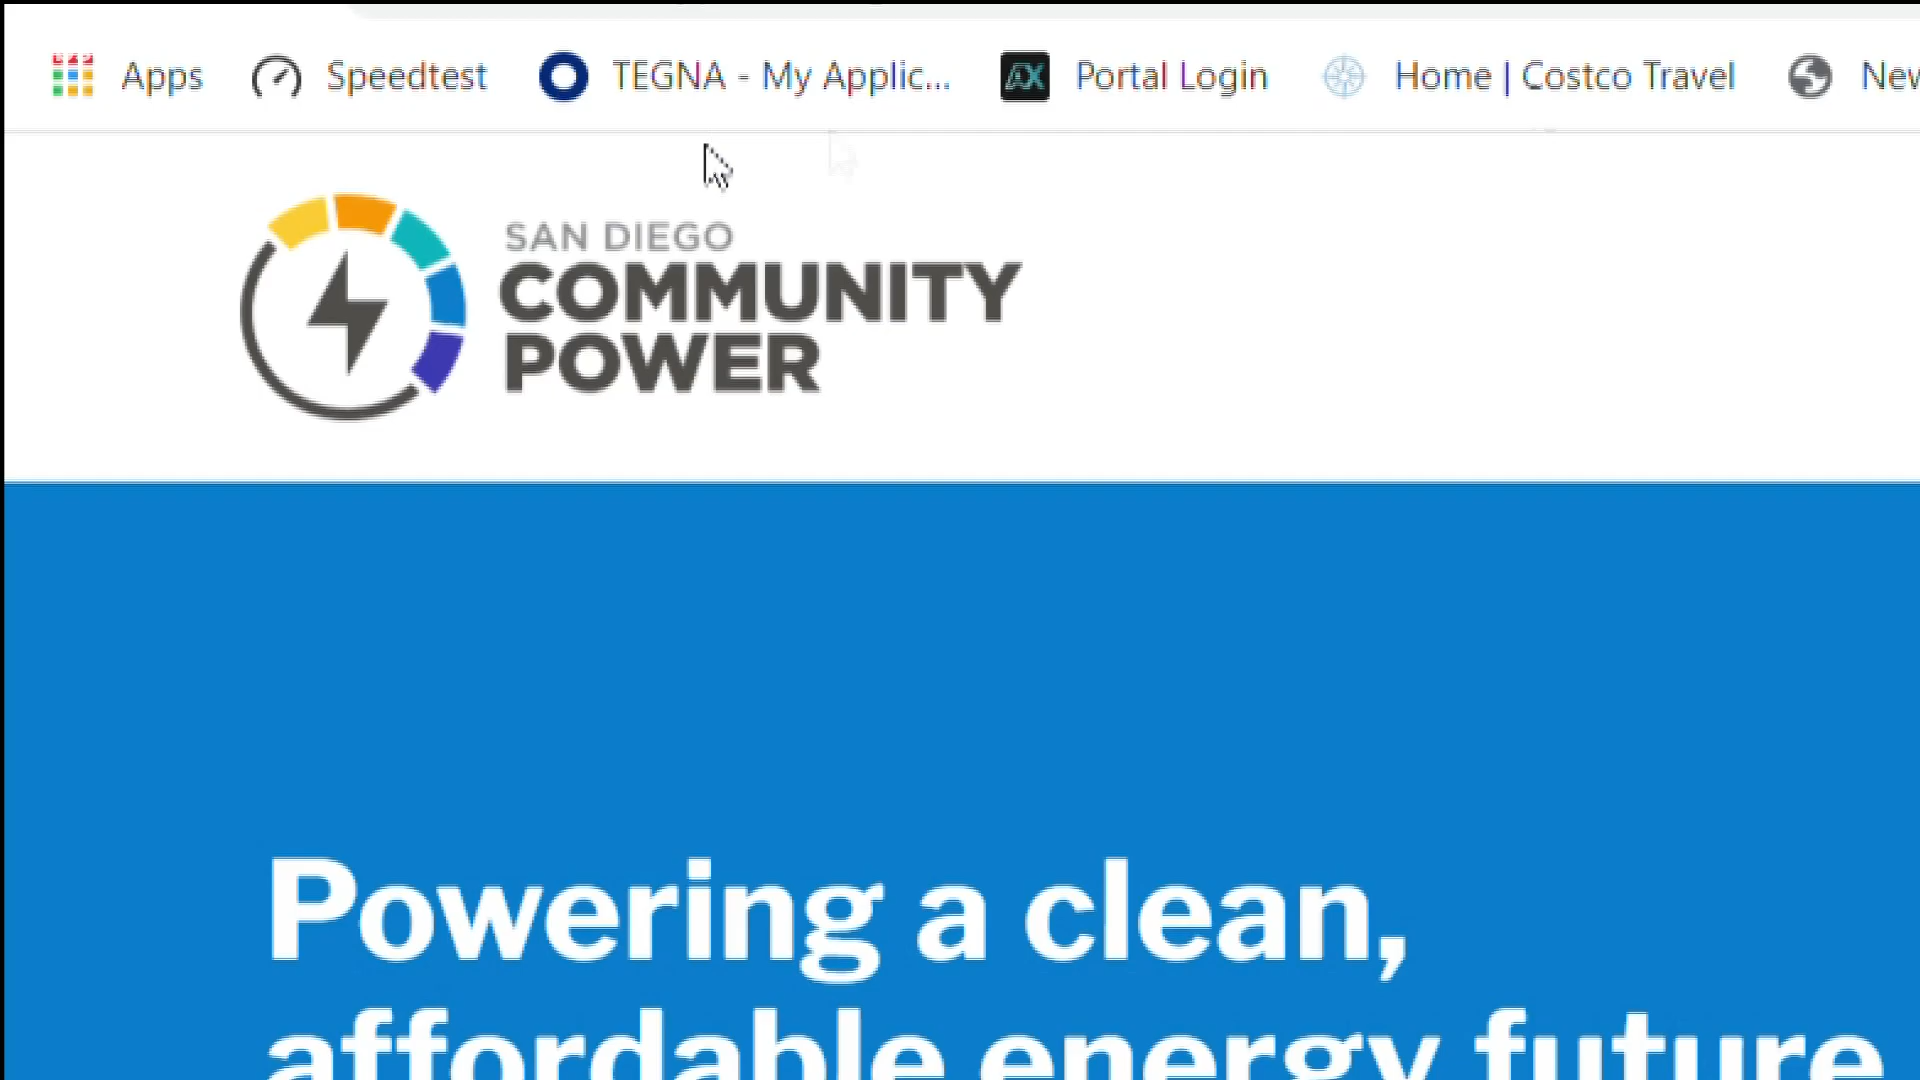 Apps Speedtest TEGNA - My Applic... Portal Login Home | Costco Travel
SAN DIEGO
COMMUNITY
POWER
Powering a clean,
affordable energy future